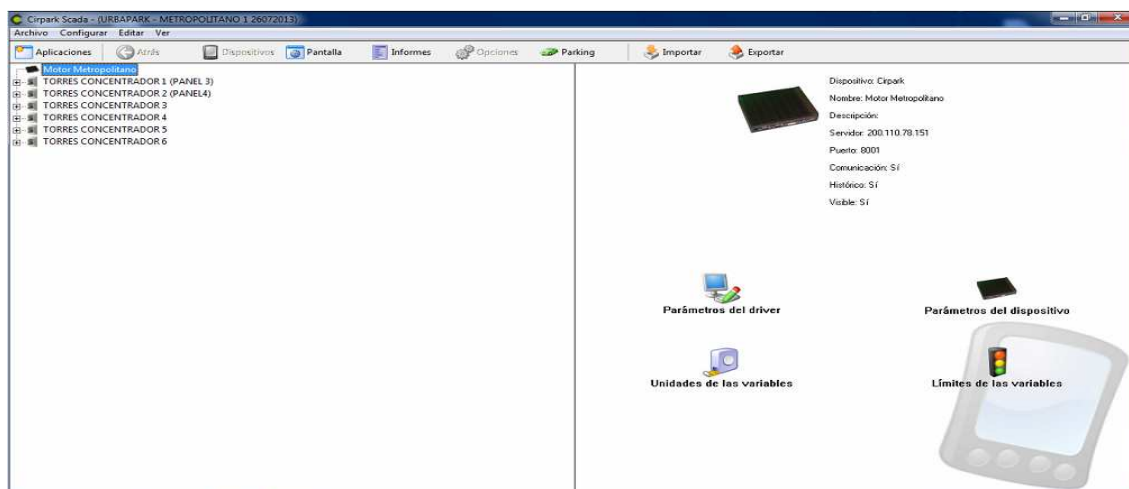 Cirpark Scada - (URBAPARK - METROPOLITANO 1 26072013)
Archivo Configurar Editar Ver
Aplicaciones Atrás Dispositivos Pantalla Informes Opciones Parking Importar Exportar
Motor Metropolitano
TORRES CONCENTRADOR 1 (PANEL 3)
TORRES CONCENTRADOR 2 (PANEL4)
TORRES CONCENTRADOR 3
TORRES CONCENTRADOR 4
TORRES CONCENTRADOR 5
TORRES CONCENTRADOR 6
Dispositivo: Cirpark
Nombre: Motor Metropolitano
Descripción:
Servidor: 200.110.78.151
Puerto: 8001
Comunicación: Sí
Histórico: Sí
Visible: Sí
Parámetros del driver
Parámetros del dispositivo
Unidades de las variables
Límites de las variables